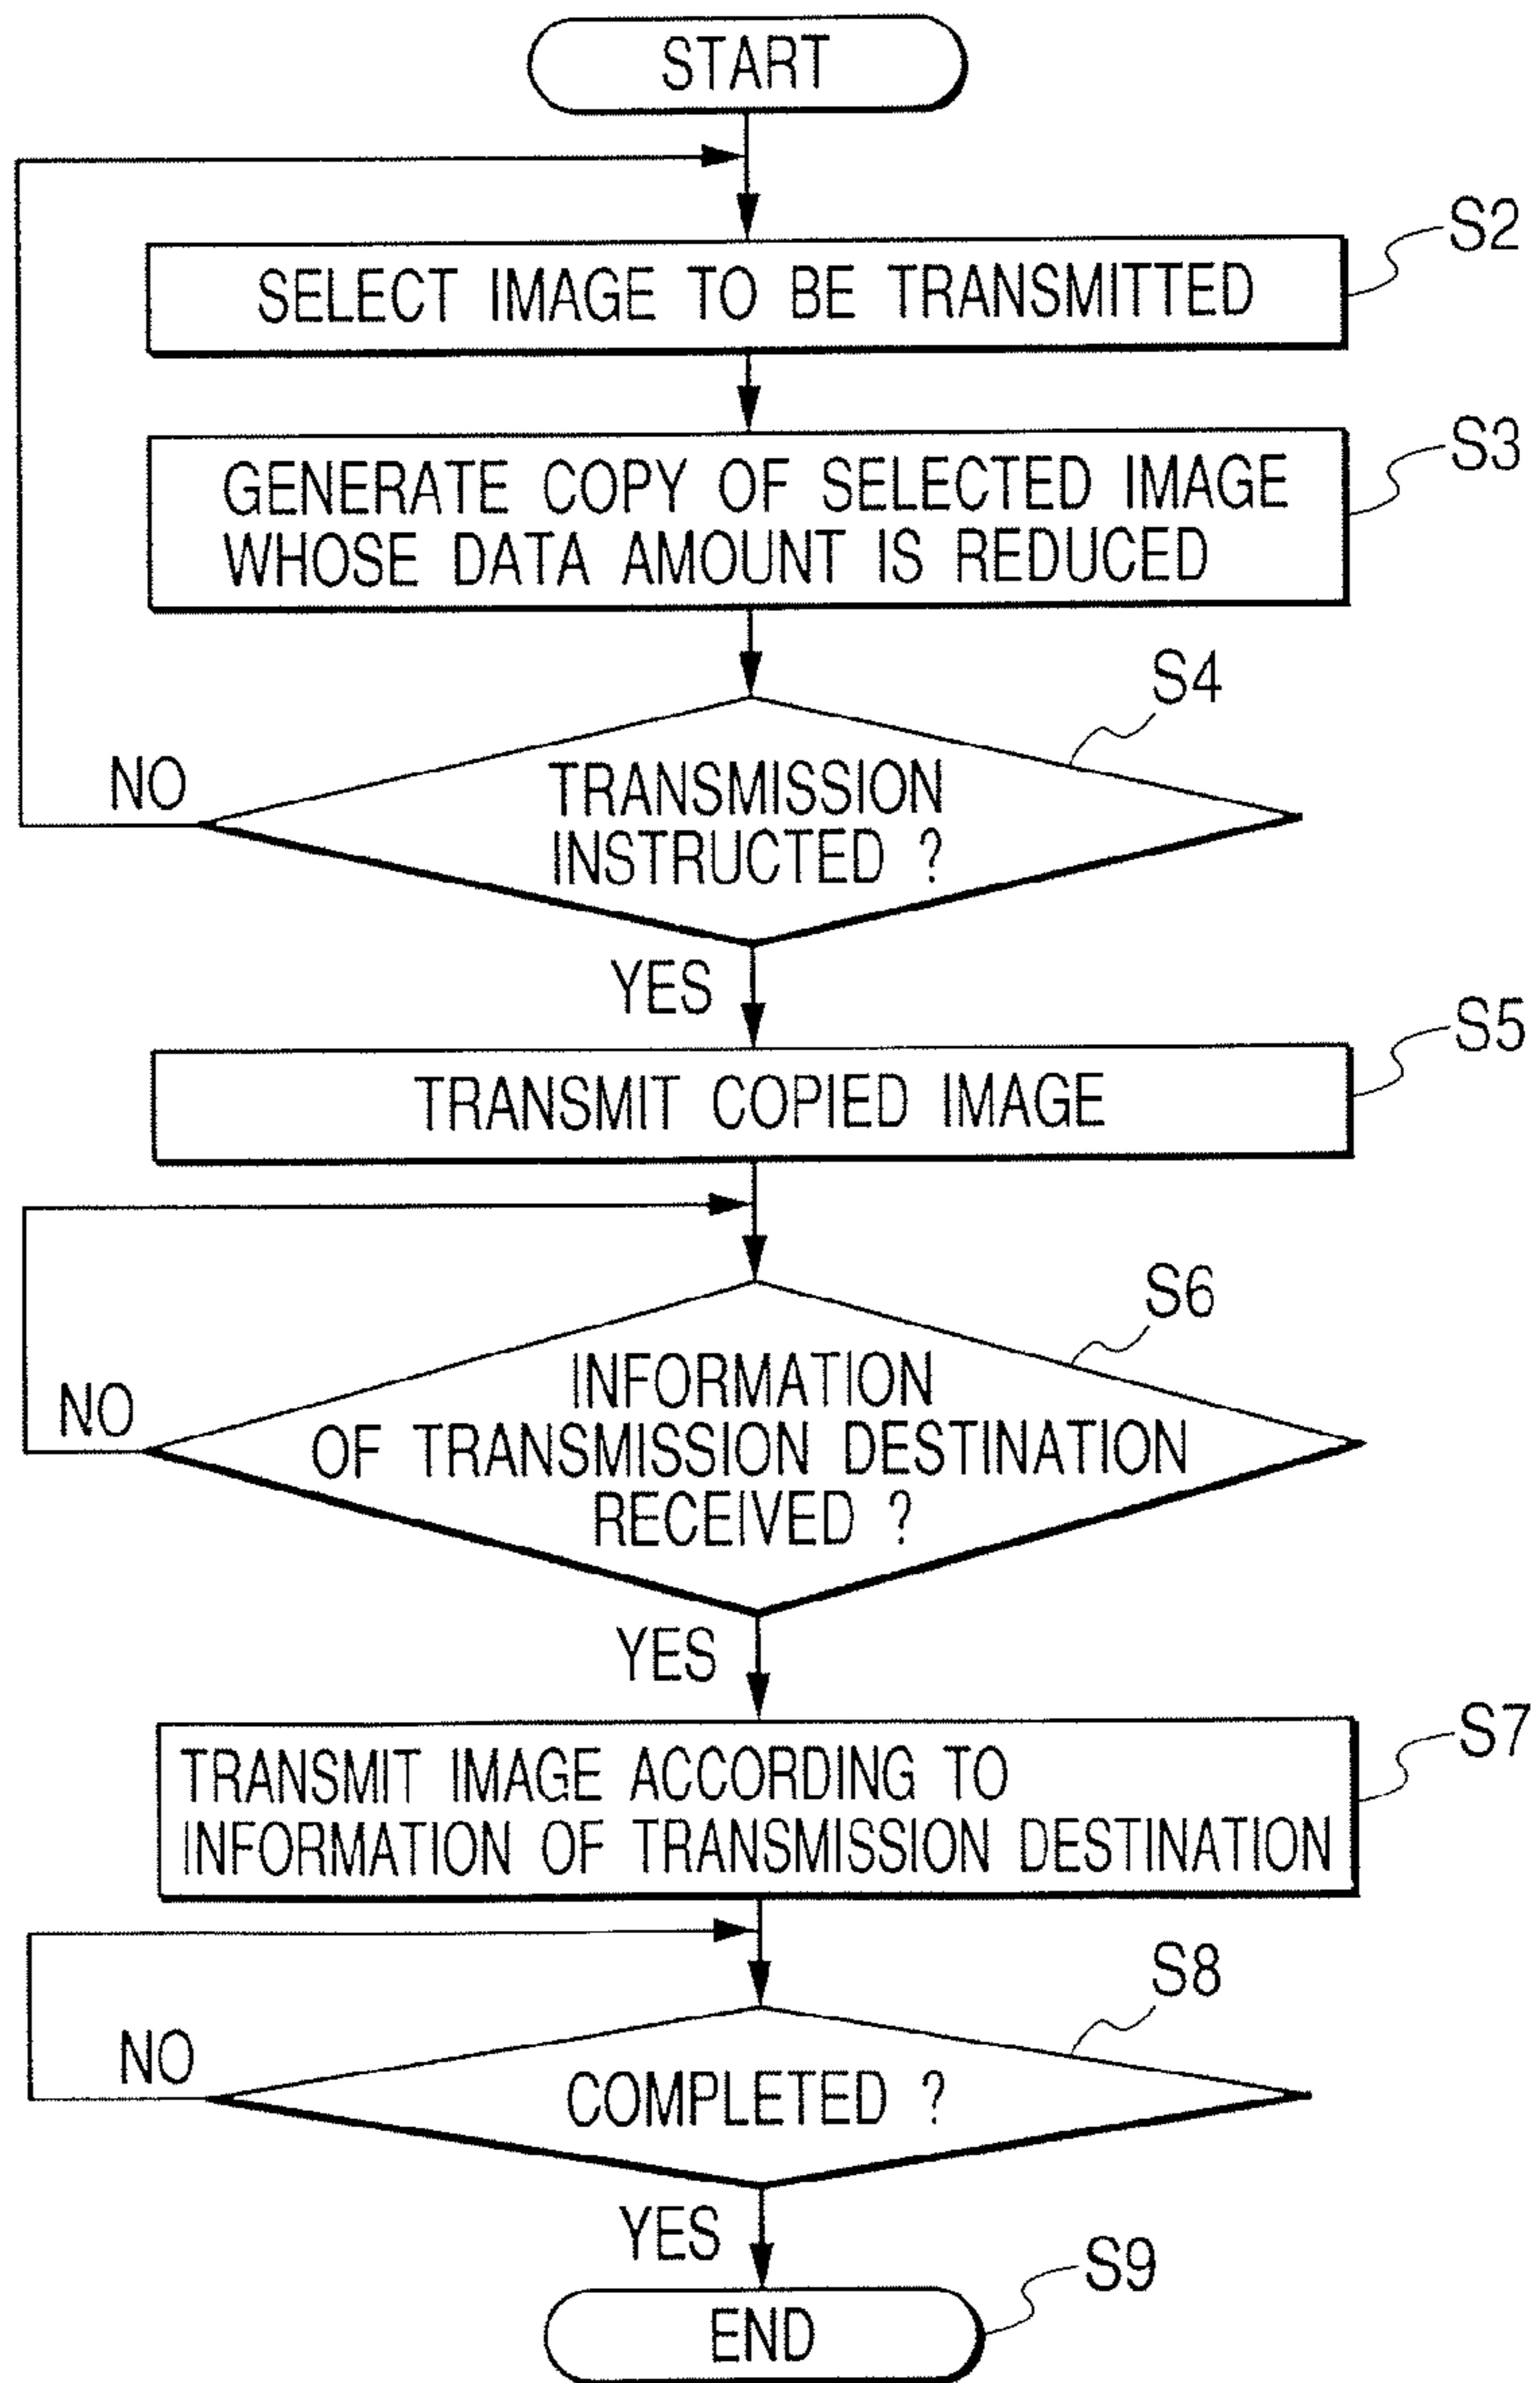 START
S2
SELECT IMAGE TO BE TRANSMITTED
S3
GENERATE COPY OF SELECTED IMAGE
WHOSE DATA AMOUNT IS REDUCED
S4
NO
TRANSMISSION
INSTRUCTED ?
YES
S5
TRANSMIT COPIED IMAGE
S6
NO
INFORMATION
OF TRANSMISSION DESTINATION
RECEIVED ?
YES
S7
TRANSMIT IMAGE ACCORDING TO
INFORMATION OF TRANSMISSION DESTINATION
S8
NO
COMPLETED ?
YES
S9
END